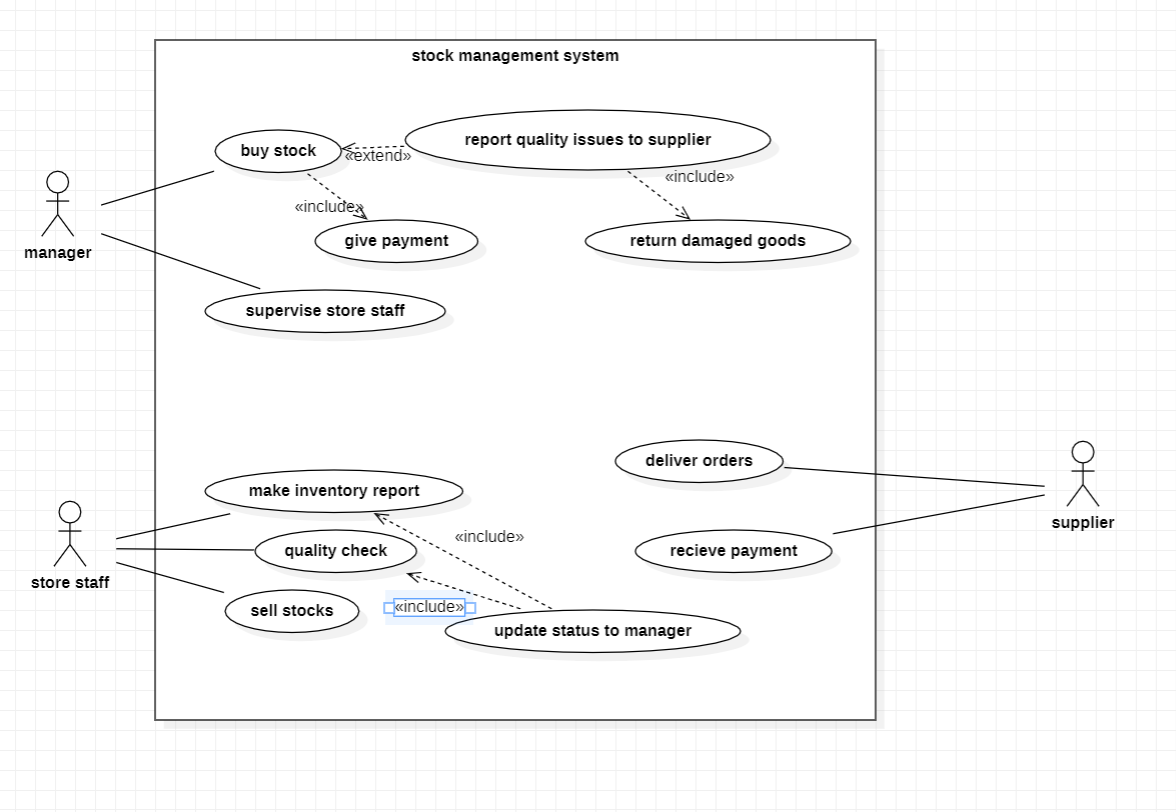 stock management system
report quality issues to supplier
buy stock
«extend»
«include»
«include»
give payment
return damaged goods
manager
supervise store staff
deliver orders
make inventory report
supplier
«include»
quality check
recieve payment
store staff
«include»
sell stocks
update status to manager